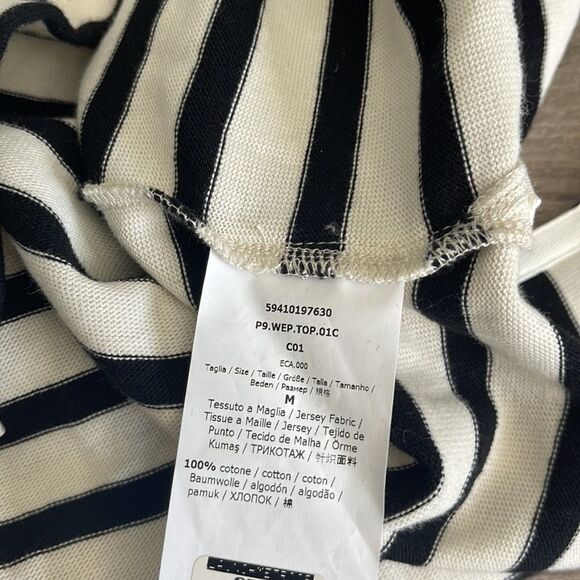 59410197630
P9.WEP.TOP.01C
C01
ECA.000
Taglia / Size / Taille / Größe / Talla / Tamanho /
Beden / Размер / 规格
M
Tessuto a Maglia / Jersey Fabric /
Tissue a Maille / Jersey / Tejido de
Punto / Tecido de Malha / Örme
Kumaş / ТРИКОТАЖ / 针织面料
100% cotone / cotton / coton /
Baumwolle / algodón / algodão /
pamuk / ХЛОПОК / 棉